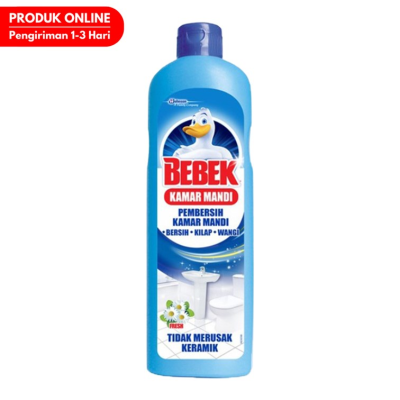 PRODUK ONLINE
Pengiriman 1-3 Hari
BEBEK
KAMAR MANDI
PEMBERSIH
KAMAR MANDI
• BERSIH • KILAP • WANGI
FRESH
TIDAK MERUSAK
KERAMIK